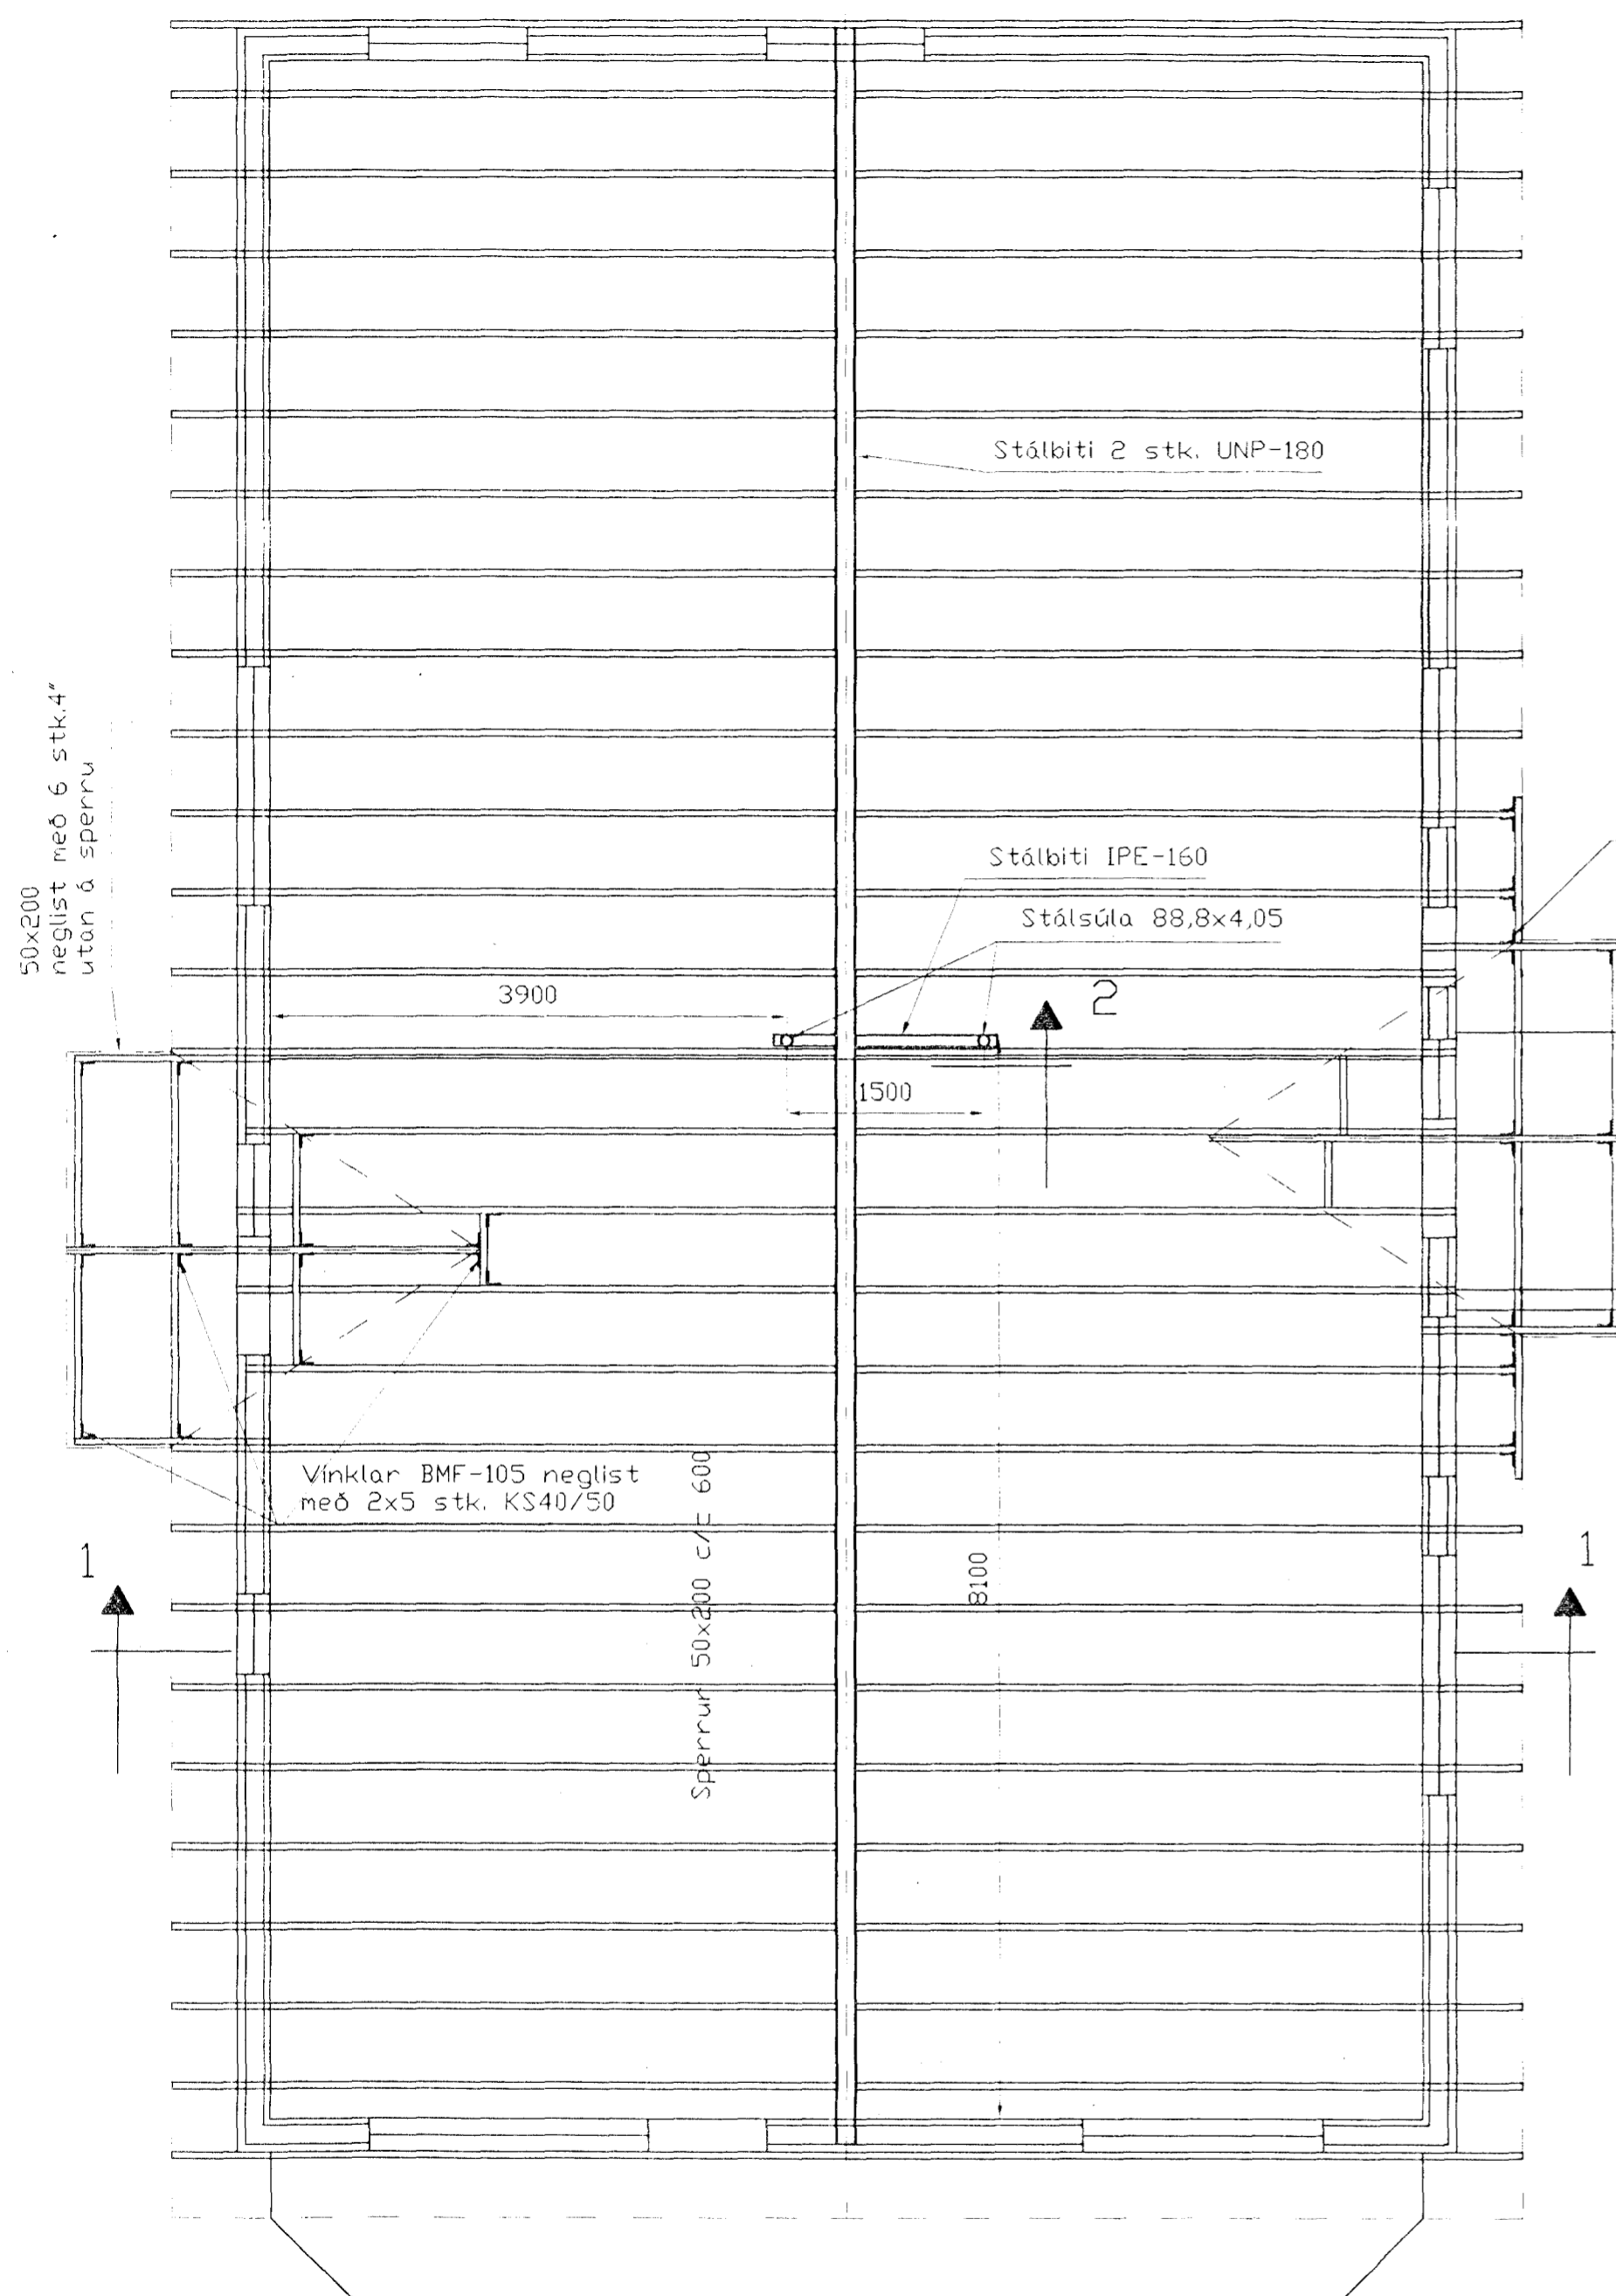 Stálbiti 2 stk. UNP-180
50x200
neglist með 6 stk.4"
utan á sperru
Stálbiti IPE-160
Stálsúla 88,8x4,05
3900
2
1500
Vínklar BMF-105 neglist
með 2x5 stk. KS40/50
Sperrur 50x200 c/c 600
8100
1
1